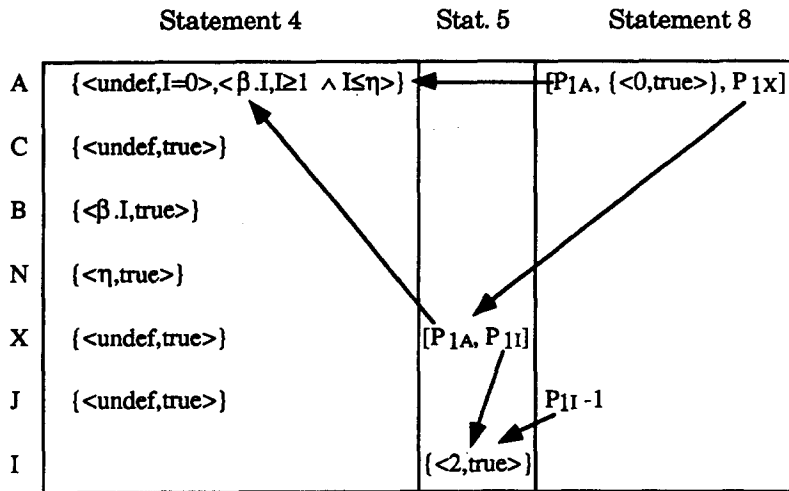 Statement 4 Stat. 5 Statement 8
A {<undef,I=0>,<β.I,I≥1 ∧ I≤η>} [P1A, {<0,true>}, P1X]
C {<undef,true>}
B {<β.I,true>}
N {<η,true>}
X {<undef,true>} [P1A, P1I]
J {<undef,true>} P1I -1
I {<2,true>}